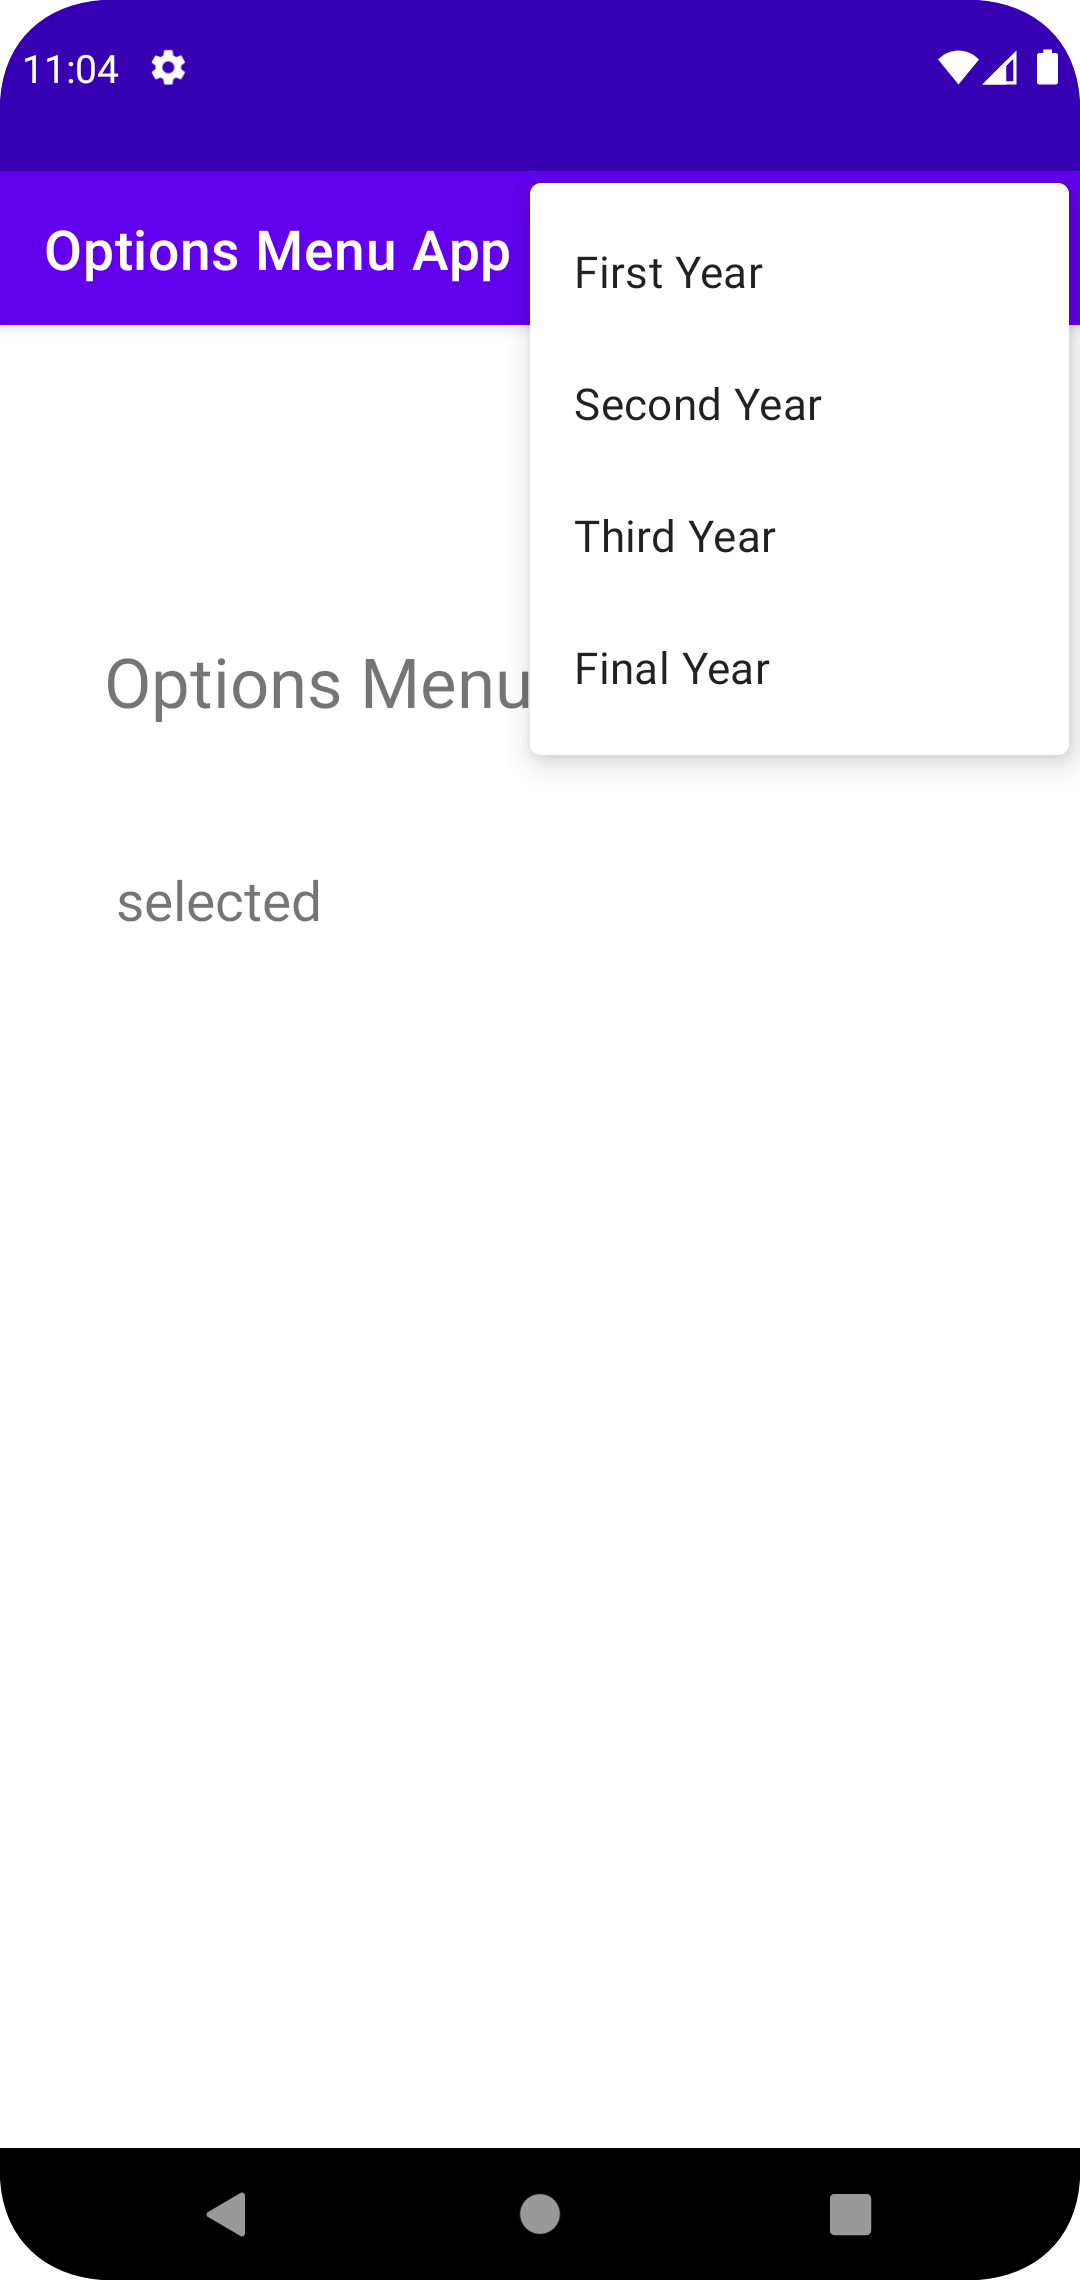 11:04
Options Menu App
First Year
Second Year
Third Year
Final Year
Options Menu
selected